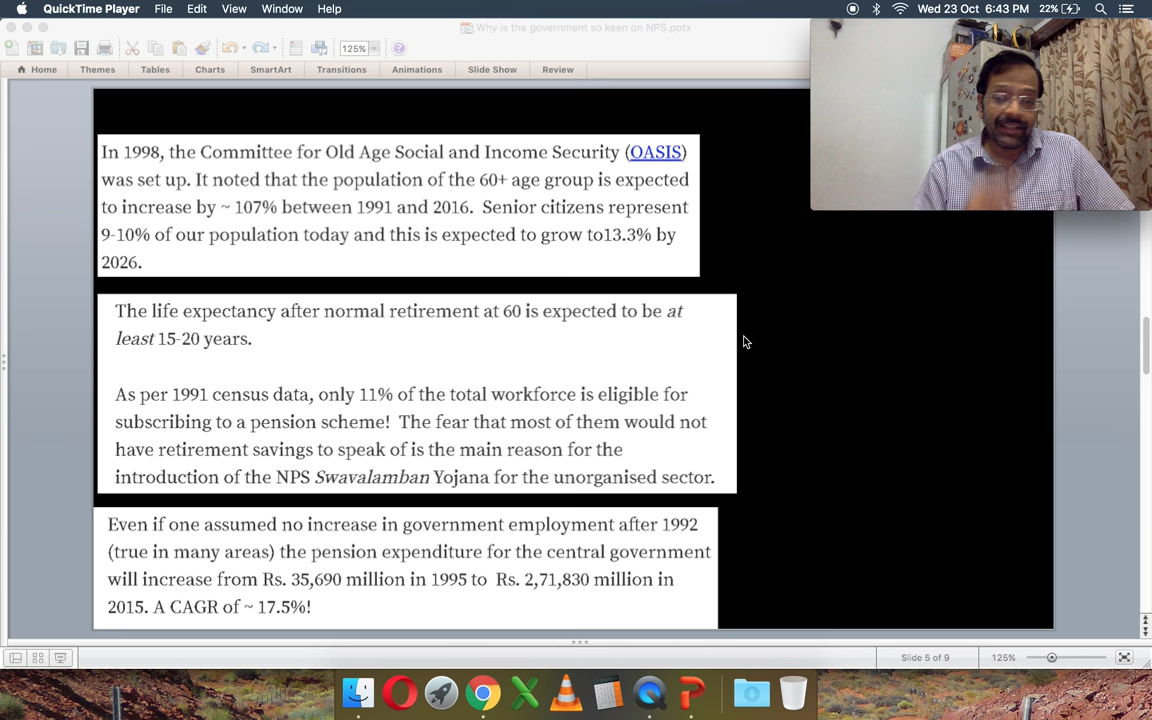 QuickTime Player File Edit View Window Help
Wed 23 Oct 6:43 PM 22%
Why is the government so keen on NPS.pptx
125%
Home Themes Tables Charts SmartArt Transitions Animations Slide Show Review
In 1998, the Committee for Old Age Social and Income Security (OASIS)
was set up. It noted that the population of the 60+ age group is expected
to increase by ~ 107% between 1991 and 2016. Senior citizens represent
9-10% of our population today and this is expected to grow to13.3% by
2026.
The life expectancy after normal retirement at 60 is expected to be at
least 15-20 years.
As per 1991 census data, only 11% of the total workforce is eligible for
subscribing to a pension scheme! The fear that most of them would not
have retirement savings to speak of is the main reason for the
introduction of the NPS Swavalamban Yojana for the unorganised sector.
Even if one assumed no increase in government employment after 1992
(true in many areas) the pension expenditure for the central government
will increase from Rs. 35,690 million in 1995 to Rs. 2,71,830 million in
2015. A CAGR of ~ 17.5%!
Slide 5 of 9 125%